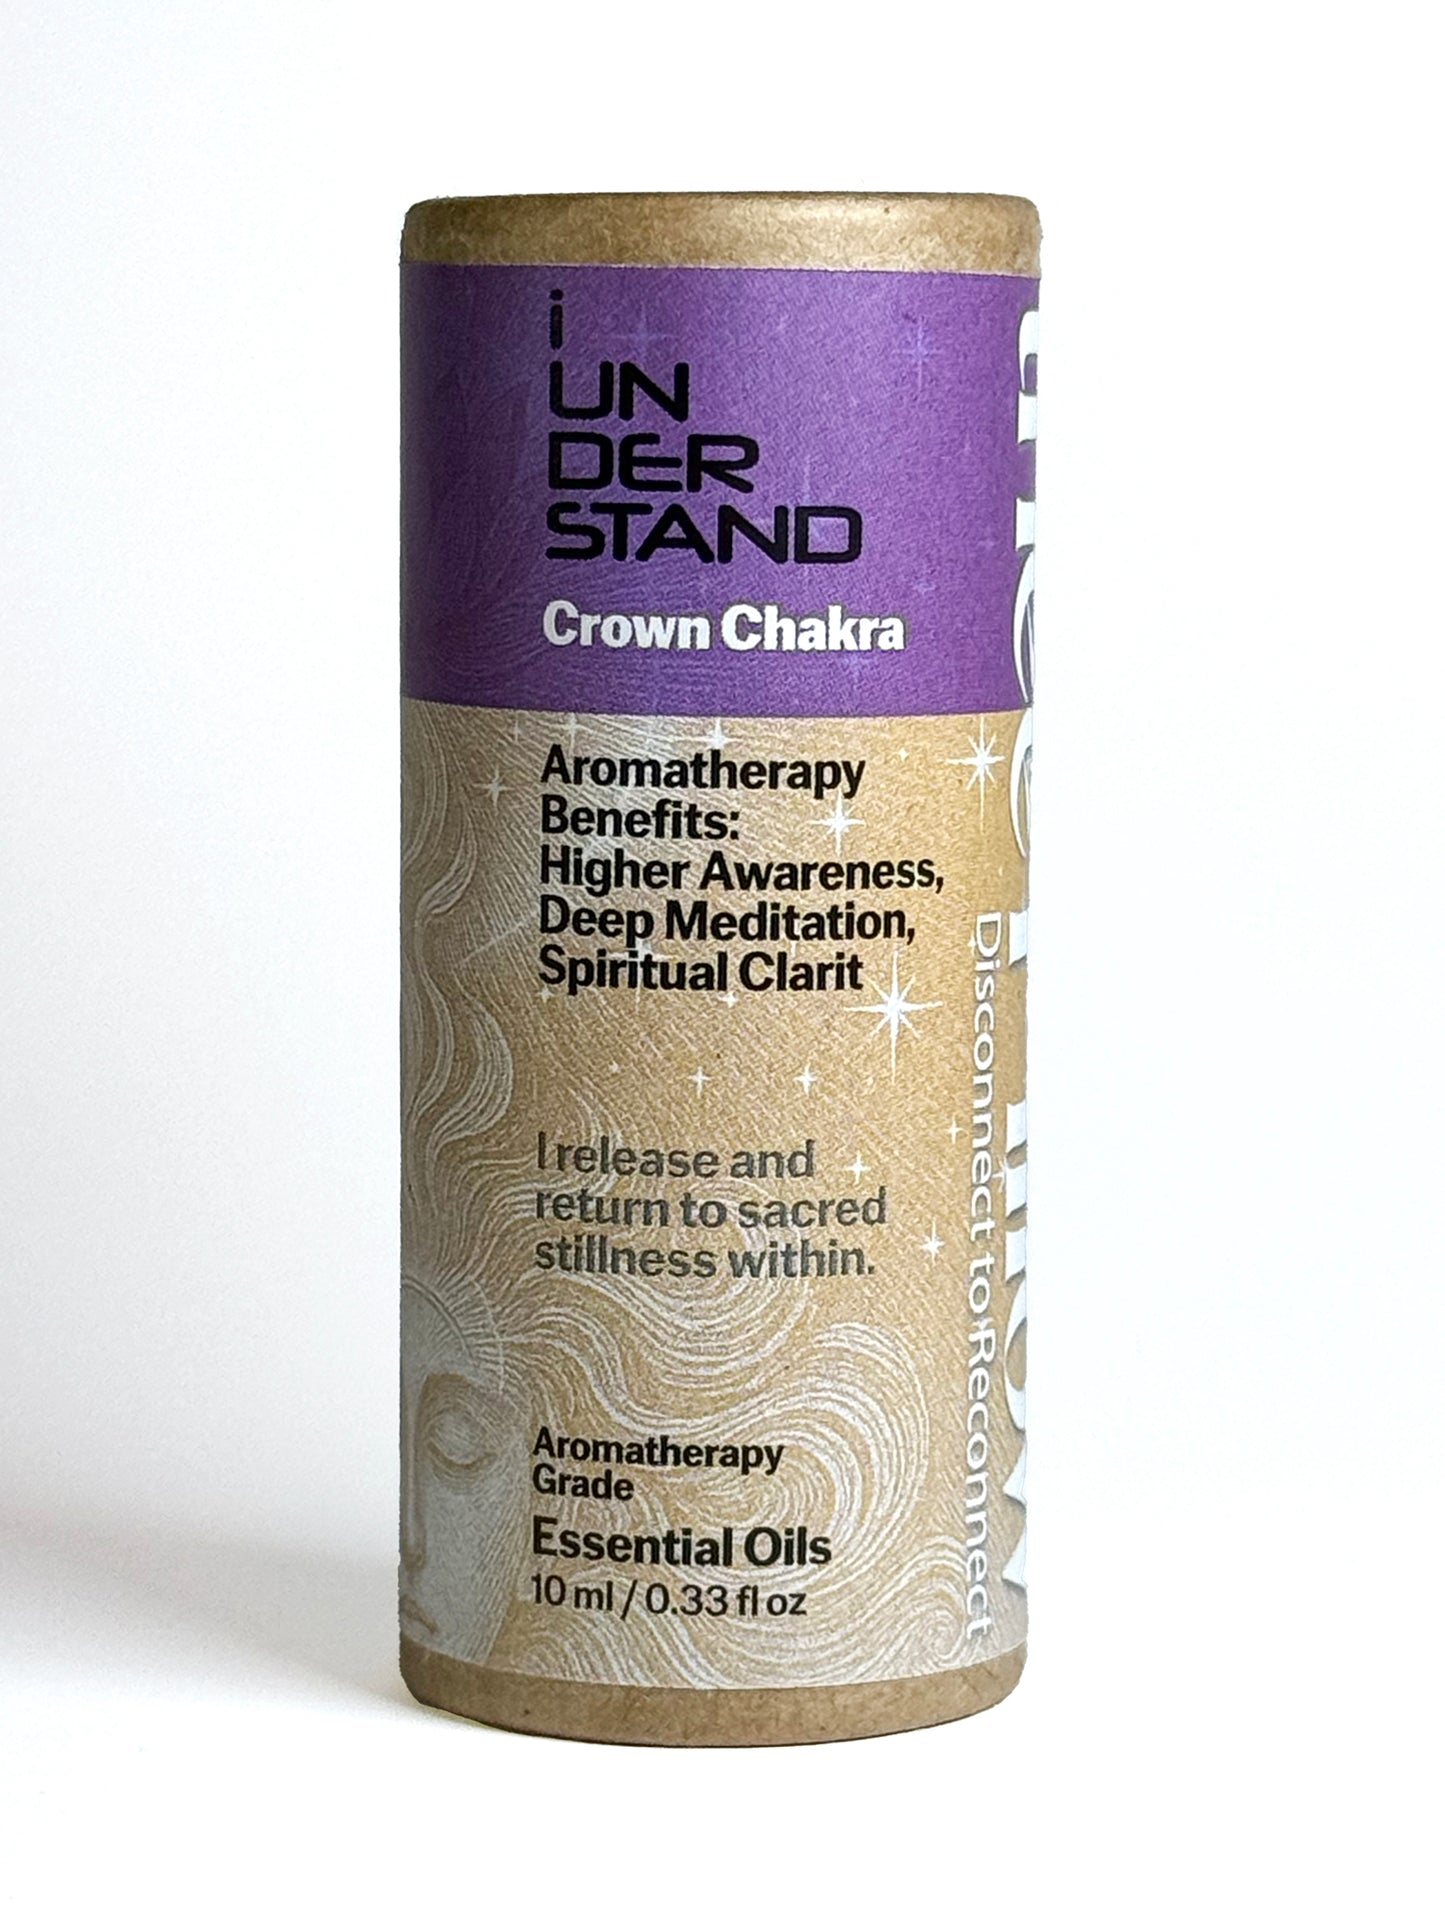 i
UN
DER
STAND
Crown Chakra
Aromatherapy
Benefits:
Higher Awareness,
Deep Meditation,
Spiritual Clarit
I release and
return to sacred
stillness within.
Aromatherapy
Grade
Essential Oils
10 ml / 0.33 fl oz
Disconnect to Reconnect